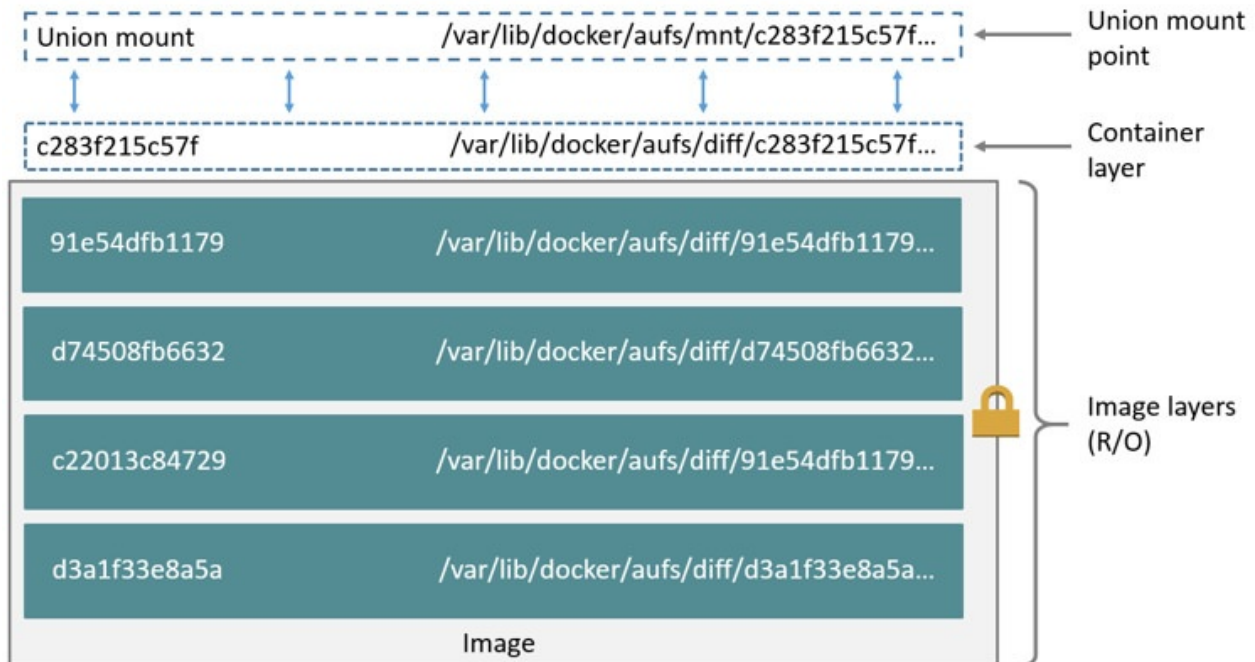 Union mount /var/lib/docker/aufs/mnt/c283f215c57f...
Union mount
point
c283f215c57f /var/lib/docker/aufs/diff/c283f215c57f...
Container
layer
91e54dfb1179 /var/lib/docker/aufs/diff/91e54dfb1179...
d74508fb6632 /var/lib/docker/aufs/diff/d74508fb6632...
c22013c84729 /var/lib/docker/aufs/diff/91e54dfb1179...
d3a1f33e8a5a /var/lib/docker/aufs/diff/d3a1f33e8a5a...
Image layers
(R/O)
Image